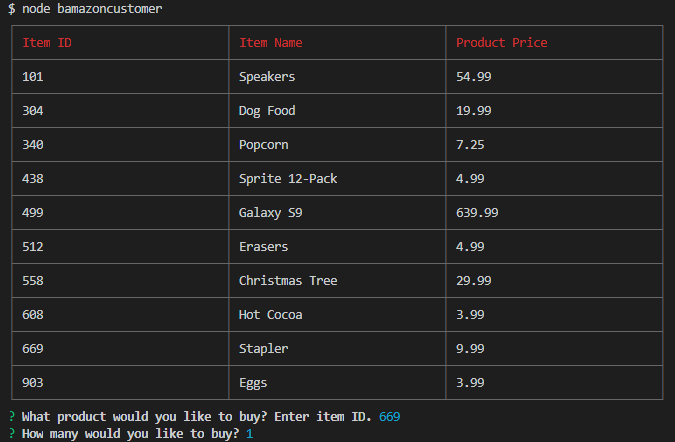 $ node bamazoncustomer
Item ID Item Name Product Price
101 Speakers 54.99
304 Dog Food 19.99
340 Popcorn 7.25
438 Sprite 12-Pack 4.99
499 Galaxy S9 639.99
512 Erasers 4.99
558 Christmas Tree 29.99
608 Hot Cocoa 3.99
669 Stapler 9.99
903 Eggs 3.99
? What product would you like to buy? Enter item ID. 669
? How many would you like to buy? 1